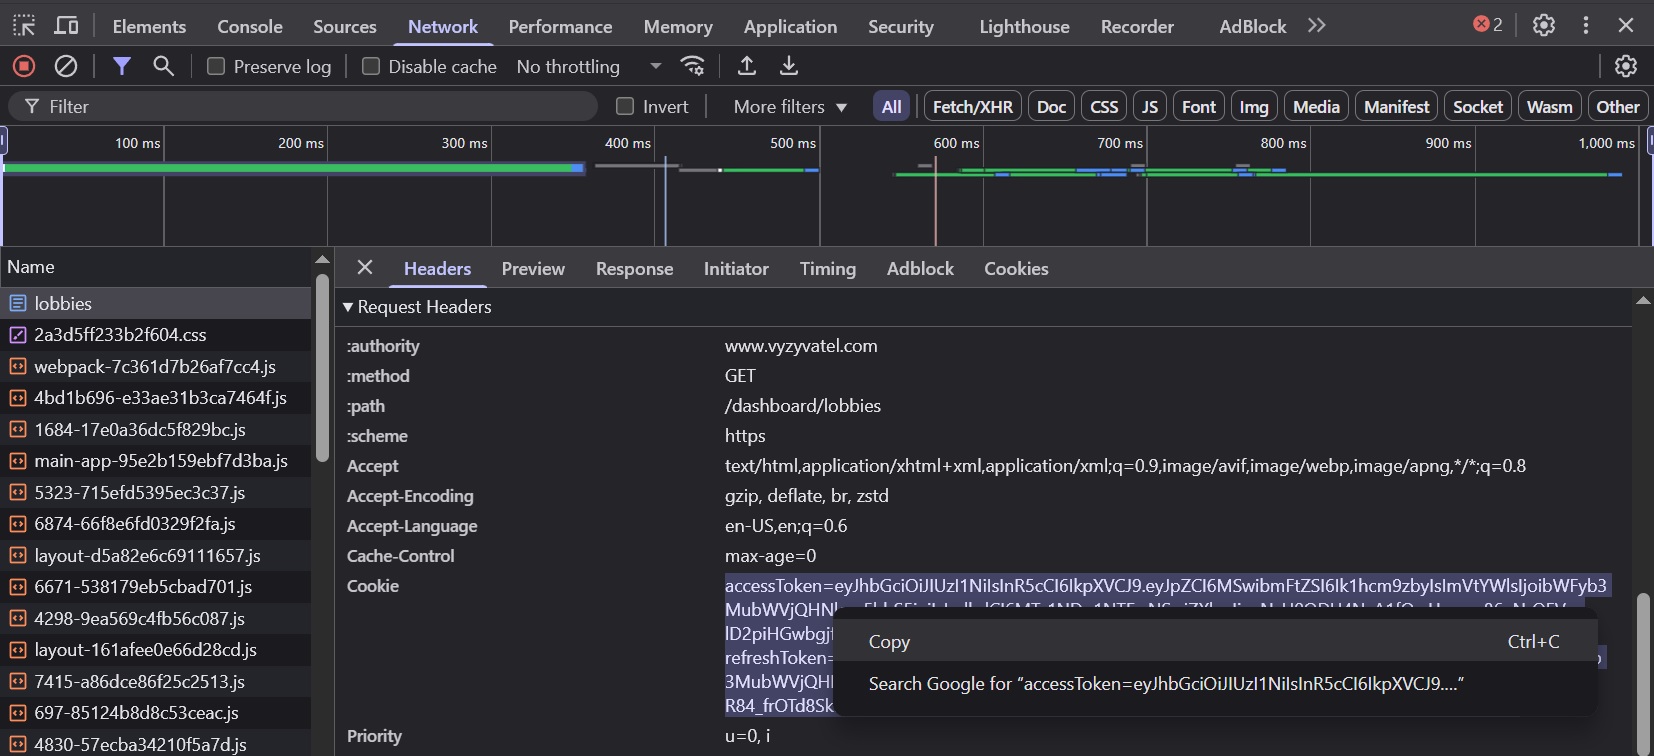 Elements Console Sources Network Performance Memory Application Security Lighthouse Recorder AdBlock 2
Preserve log Disable cache No throttling
Filter Invert More filters All Fetch/XHR Doc CSS JS Font Img Media Manifest Socket Wasm Other
100 ms 200 ms 300 ms 400 ms 500 ms 600 ms 700 ms 800 ms 900 ms 1,000 ms
Name
lobbies
2a3d5ff233b2f604.css
webpack-7c361d7b26af7cc4.js
4bd1b696-e33ae31b3ca7464f.js
1684-17e0a36dc5f829bc.js
main-app-95e2b159ebf7d3ba.js
5323-715efd5395ec3c37.js
6874-66f8e6fd0329f2fa.js
layout-d5a82e6c69111657.js
6671-538179eb5cbad701.js
4298-9ea569c4fb56c087.js
layout-161afee0e66d28cd.js
7415-a86dce86f25c2513.js
697-85124b8d8c53ceac.js
4830-57ecba34210f5a7d.js
Headers Preview Response Initiator Timing Adblock Cookies
Request Headers
:authority www.vyzyvatel.com
:method GET
:path /dashboard/lobbies
:scheme https
Accept text/html,application/xhtml+xml,application/xml;q=0.9,image/avif,image/webp,image/apng,*/*;q=0.8
Accept-Encoding gzip, deflate, br, zstd
Accept-Language en-US,en;q=0.6
Cache-Control max-age=0
Cookie accessToken=eyJhbGciOiJIUzI1NiIsInR5cCI6IkpXVCJ9.eyJpZCI6MSwibmFtZSI6Ik1hcm9zbyIsImVtYWlsIjoibWFyb3
lD2piHGwbgj
refreshToken=
3MubWVjQH
R84_frOTd8Sk
Copy Ctrl+C
Search Google for “accessToken=eyJhbGciOiJIUzI1NiIsInR5cCI6IkpXVCJ9....”
Priority u=0, i